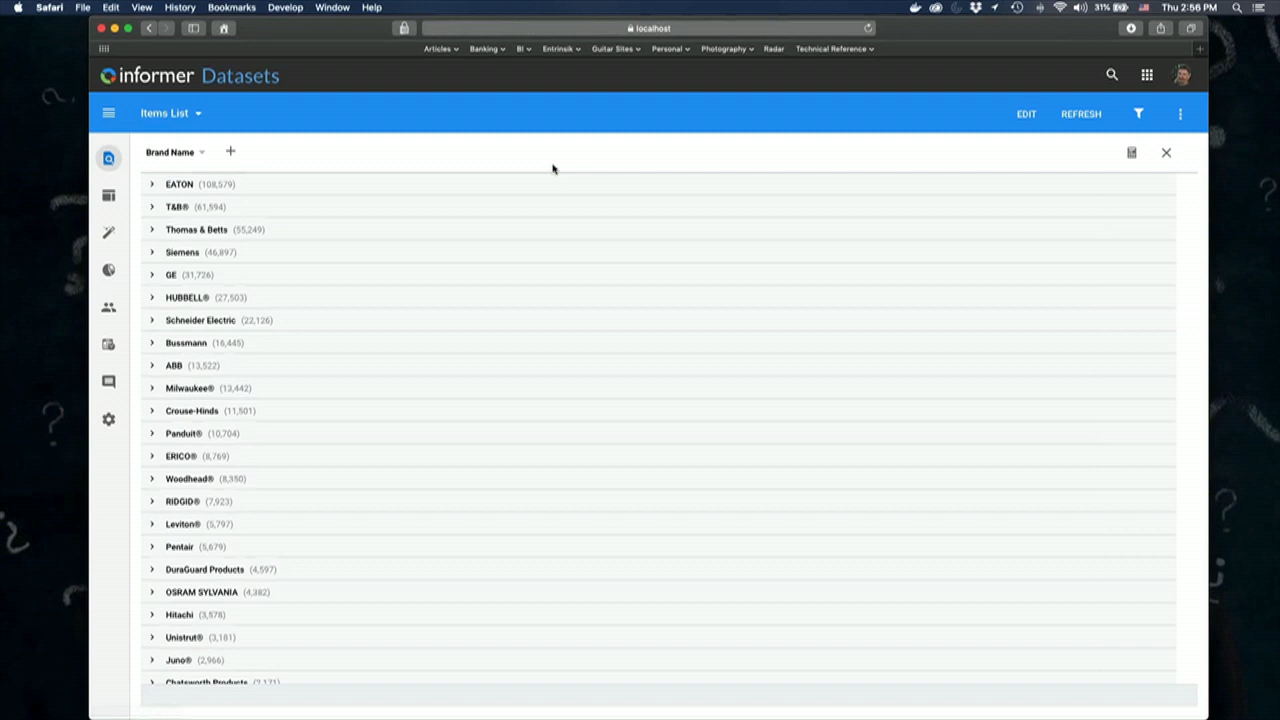 Safari File Edit View History Bookmarks Develop Window Help 31% Thu 2:56 PM
localhost
Articles Banking BI Entrinsik Guitar Sites Personal Photography Radar Technical Reference
informer Datasets
Items List EDIT REFRESH
Brand Name
EATON (108,579)
T&B® (61,594)
Thomas & Betts (55,249)
Siemens (46,897)
GE (31,726)
HUBBELL® (27,503)
Schneider Electric (22,126)
Bussmann (16,445)
ABB (13,522)
Milwaukee® (13,442)
Crouse-Hinds (11,501)
Panduit® (10,704)
ERICO® (8,769)
Woodhead® (8,350)
RIDGID® (7,923)
Leviton® (5,797)
Pentair (5,679)
DuraGuard Products (4,597)
OSRAM SYLVANIA (4,382)
Hitachi (3,578)
Unistrut® (3,181)
Juno® (2,966)
Chatsworth Products (2,171)